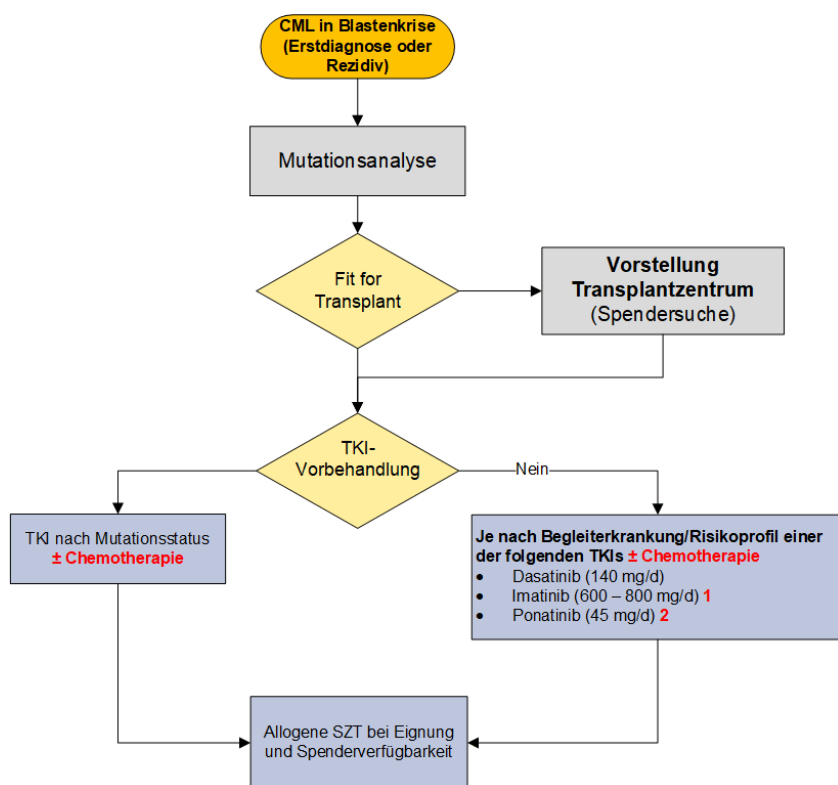 CML in Blastenkrise
(Erstdiagnose oder
Rezidiv)
Mutationsanalyse
Fit for
Transplant
Vorstellung
Transplantzentrum
(Spendersuche)
TKI-
Vorbehandlung
Nein
TKI nach Mutationsstatus
± Chemotherapie
Je nach Begleiterkrankung/Risikoprofil einer
der folgenden TKIs ± Chemotherapie
• Dasatinib (140 mg/d)
• Imatinib (600 – 800 mg/d) 1
• Ponatinib (45 mg/d) 2
Allogene SZT bei Eignung
und Spenderverfügbarkeit